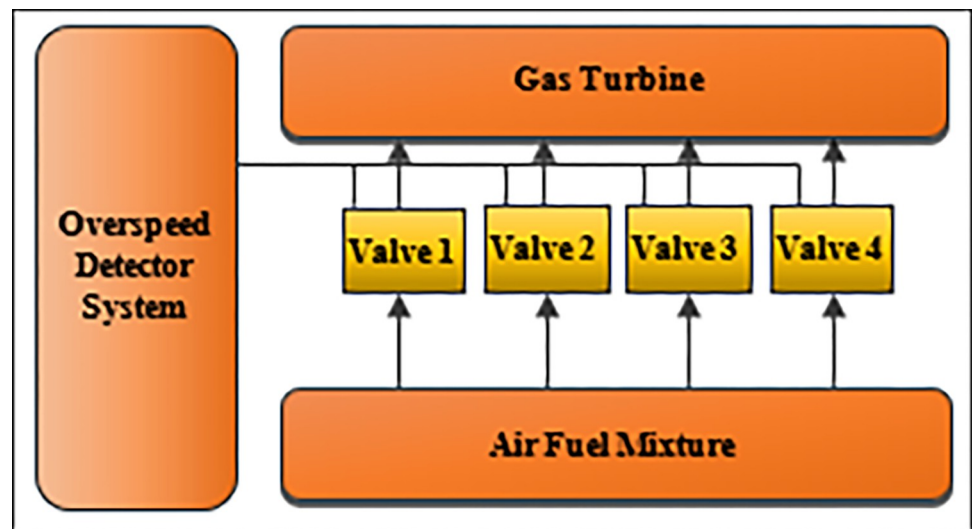 Gas Turbine
Overspeed
Detector
System
Valve 1
Valve 2
Valve 3
Valve 4
Air Fuel Mixture